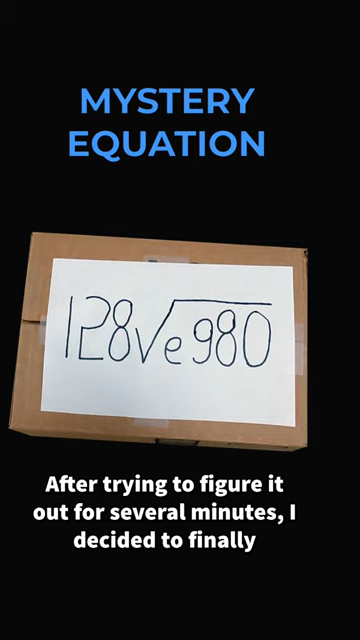 MYSTERY
EQUATION
128√e980
After trying to figure it
out for several minutes, I
decided to finally